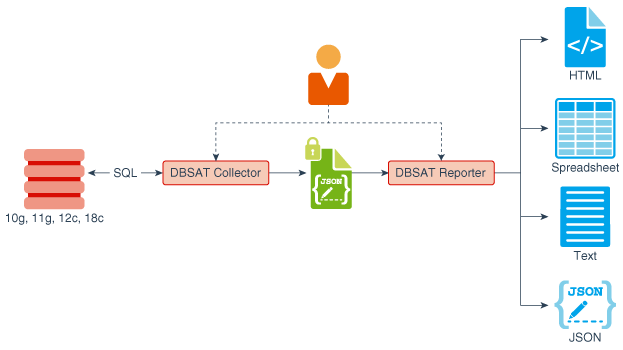 </>
HTML
Spreadsheet
SQL
DBSAT Collector
JSON
DBSAT Reporter
10g, 11g, 12c, 18c
Text
JSON
JSON